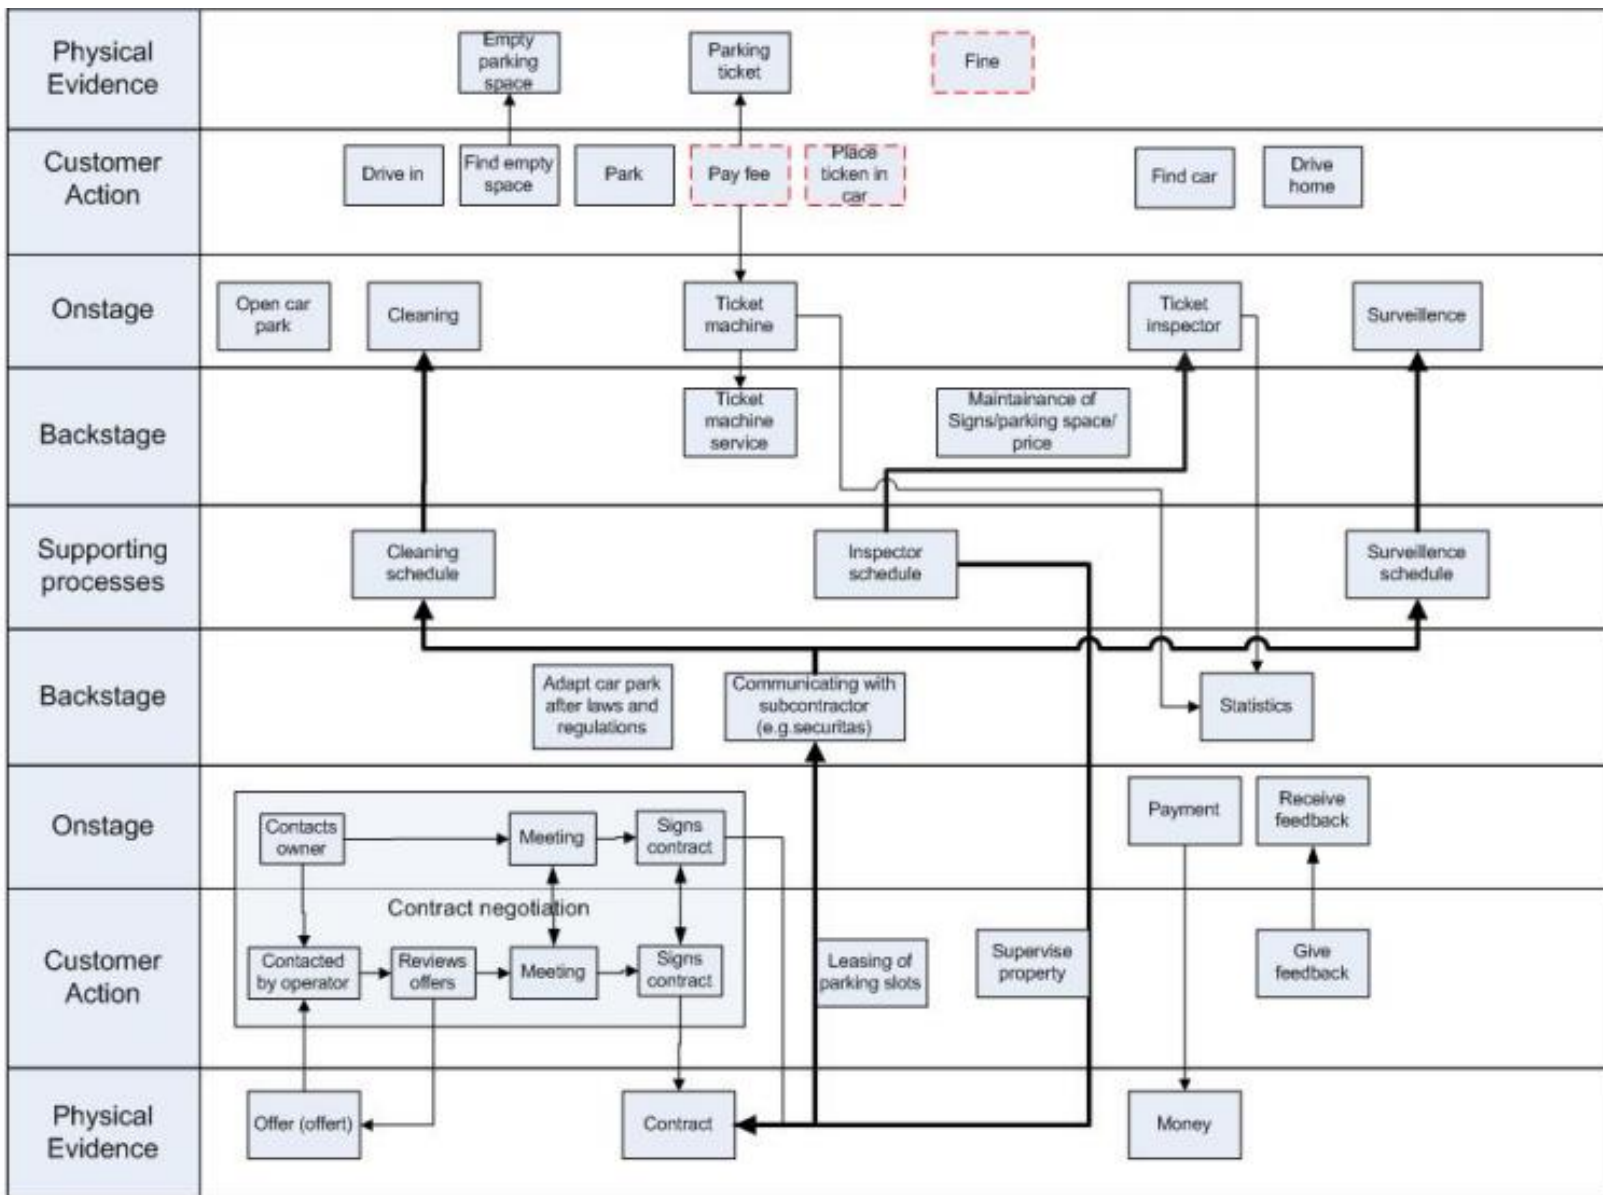 Physical
Evidence
Empty
parking
space
Parking
ticket
Fine
Customer
Action
Drive in
Find empty
space
Park
Pay fee
Place
ticken in
car
Find car
Drive
home
Onstage
Open car
park
Cleaning
Ticket
machine
Ticket
inspector
Surveillence
Backstage
Ticket
machine
service
Maintainance of
Signs/parking space/
price
Supporting
processes
Cleaning
schedule
Inspector
schedule
Surveillence
schedule
Backstage
Adapt car park
after laws and
regulations
Communicating with
subcontractor
(e.g.securitas)
Statistics
Onstage
Contacts
owner
Meeting
Signs
contract
Payment
Receive
feedback
Contract negotiation
Customer
Action
Contacted
by operator
Reviews
offers
Meeting
Signs
contract
Leasing of
parking slots
Supervise
property
Give
feedback
Physical
Evidence
Offer (offert)
Contract
Money